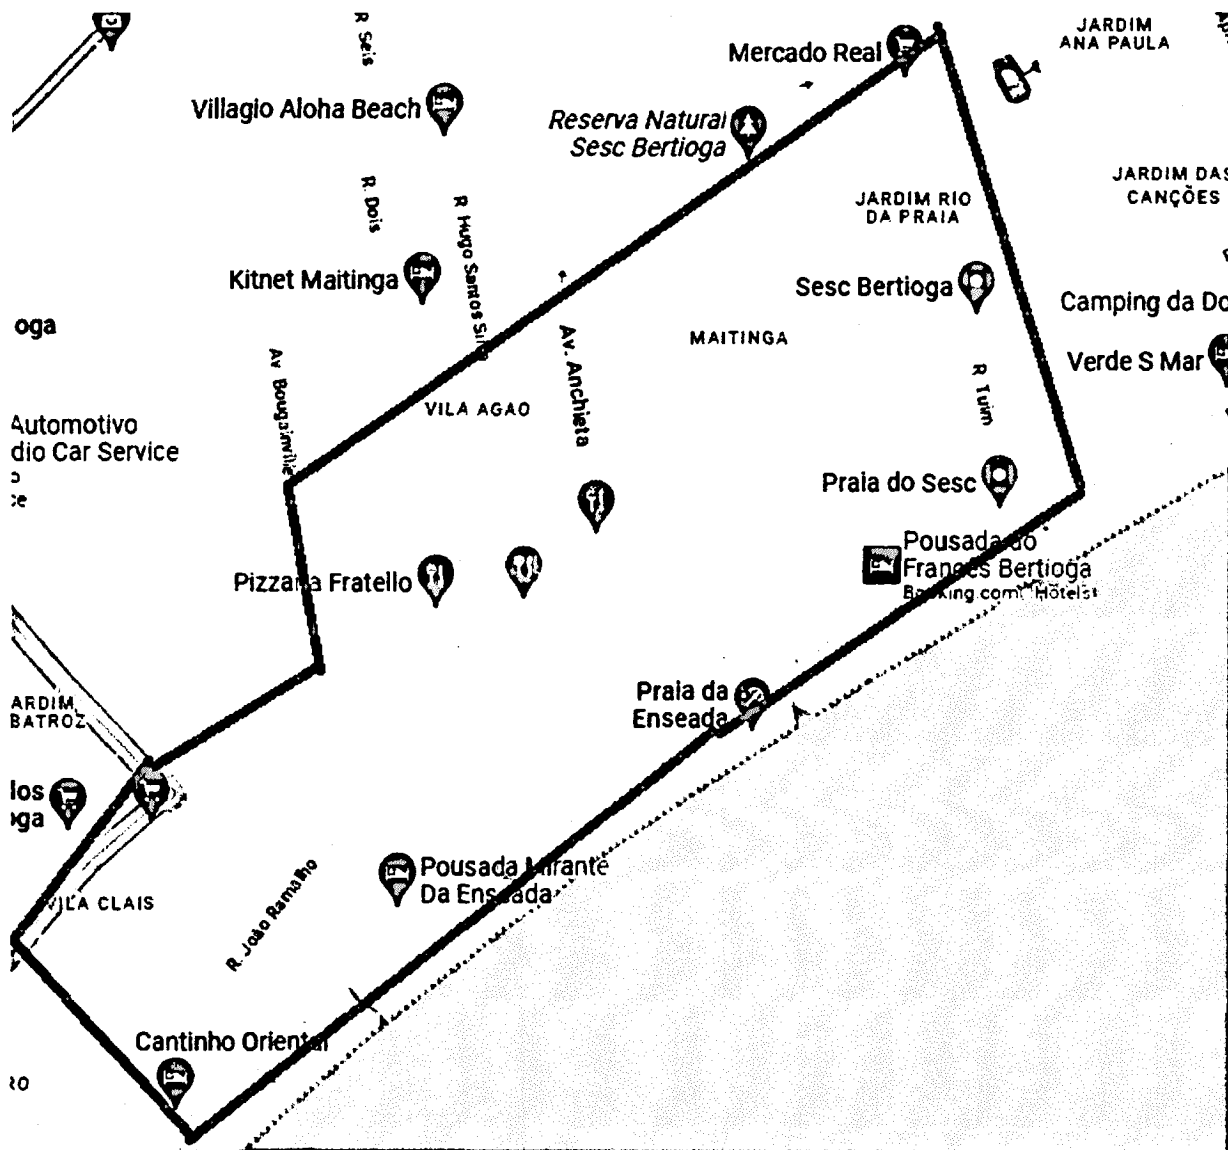 R Seis
JARDIM
ANA PAULA
Mercado Real
Villagio Aloha Beach
Reserva Natural
Sesc Bertioga
R. Dois
R Hugo Santos
JARDIM DAS
CANÇÕES
JARDIM RIO
DA PRAIA
Kitnet Maitinga
Sesc Bertioga
Camping da Do
oga
Av. Anchieta
MAITINGA
Verde S Mar
Av Bougainville
R Tuim
VILA AGAO
Automotivo
dio Car Service
Praia do Sesc
Pousada do
Francês Bertioga
Booking.com Hotels
Pizzaria Fratello
ARDIM
BATROZ
Praia da
Enseada
los
oga
Pousada Mirante
Da Enseada
VILA CLAIS
R. João Ramalho
Cantinho Oriental
RO